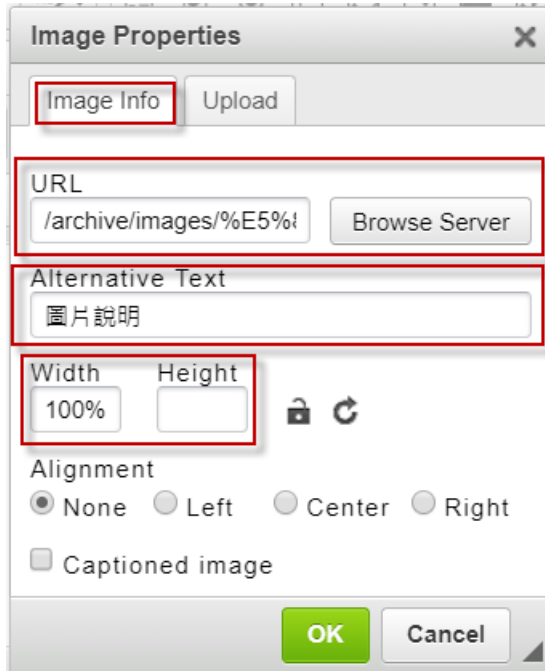 Image Properties
Image Info Upload
URL
/archive/images/%E5%8 Browse Server
Alternative Text
圖片說明
Width Height
100%
Alignment
None Left Center Right
Captioned image
OK Cancel